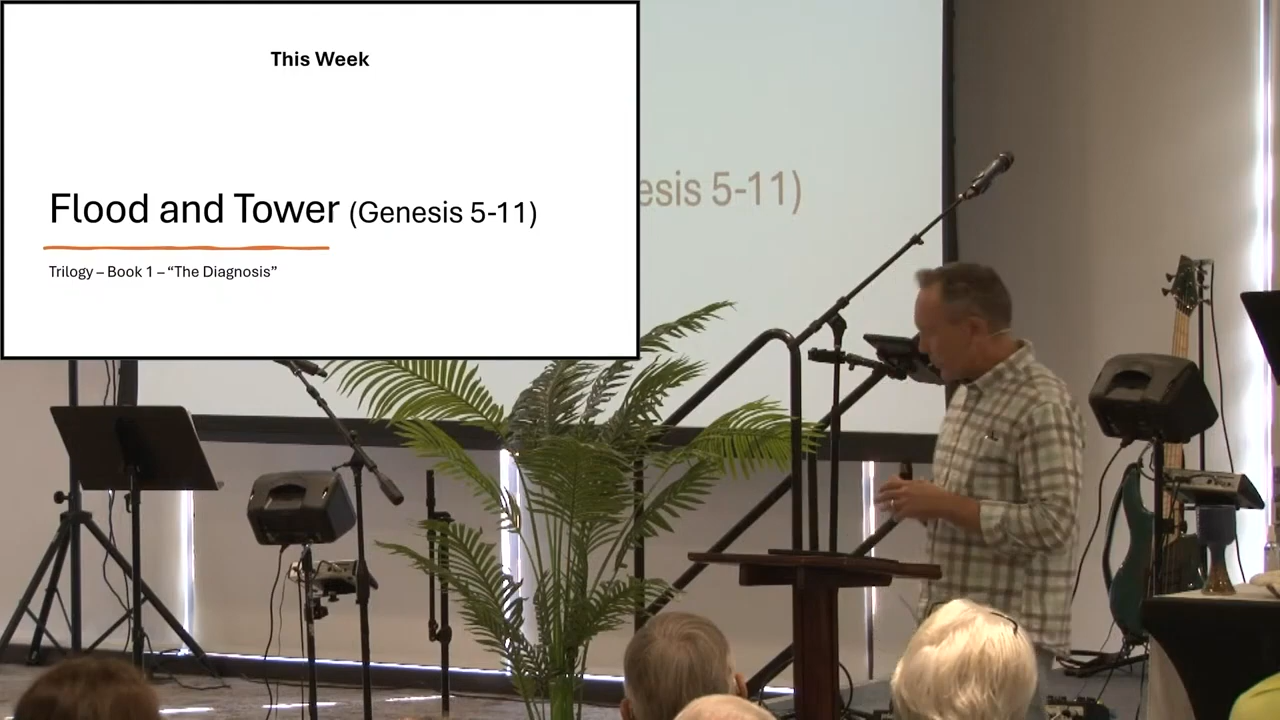 This Week
Flood and Tower (Genesis 5-11)
Trilogy – Book 1 – “The Diagnosis”
esis 5-11)